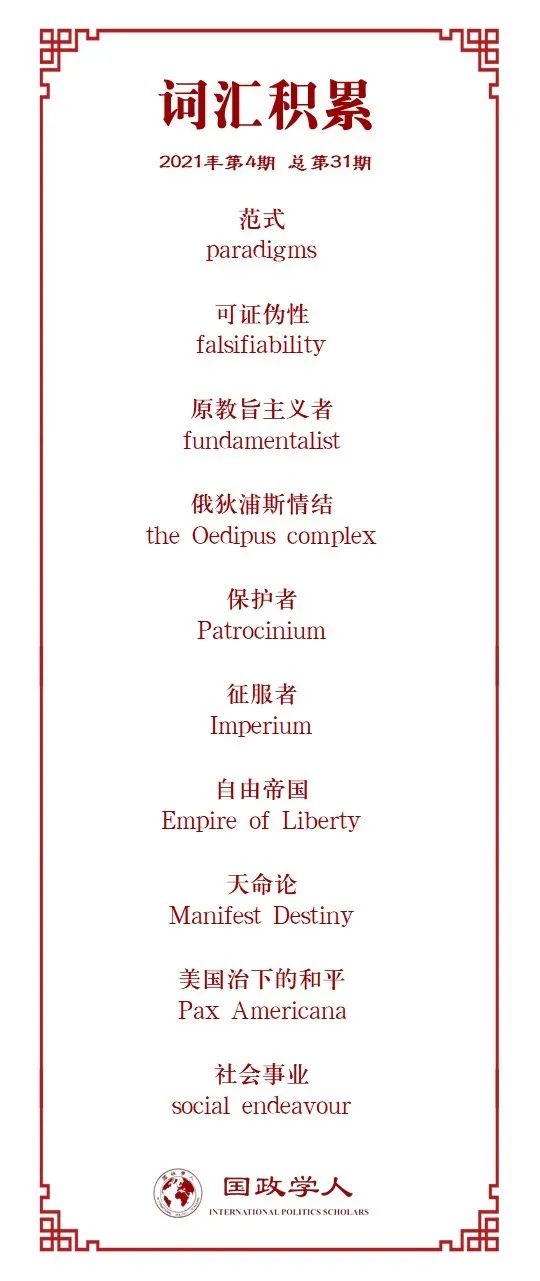 词汇积累
2021年第4期 总第31期
范式
paradigms
可证伪性
falsifiability
原教旨主义者
fundamentalist
俄狄浦斯情结
the Oedipus complex
保护者
Patrocinium
征服者
Imperium
自由帝国
Empire of Liberty
天命论
Manifest Destiny
美国治下的和平
Pax Americana
社会事业
social endeavour
国政学人
INTERNATIONAL POLITICS SCHOLARS